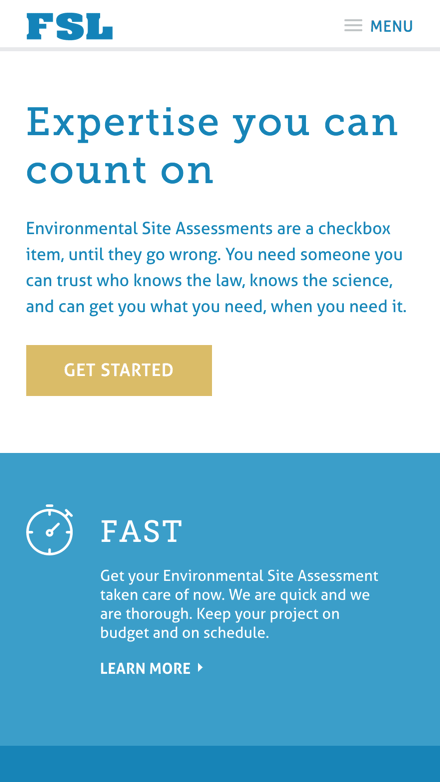 FSL
MENU
Expertise you can
count on
Environmental Site Assessments are a checkbox
item, until they go wrong. You need someone you
can trust who knows the law, knows the science,
and can get you what you need, when you need it.
GET STARTED
FAST
Get your Environmental Site Assessment
taken care of now. We are quick and we
are thorough. Keep your project on
budget and on schedule.
LEARN MORE